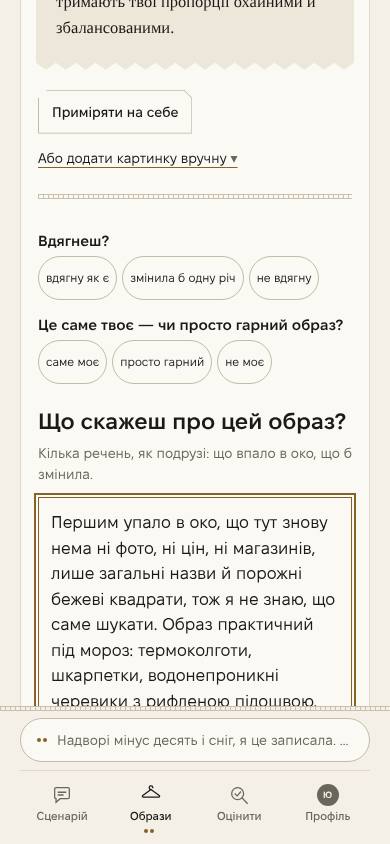 тримають твої пропорції охайними й
збалансованими.
Приміряти на себе
Або додати картинку вручну ▾
Вдягнеш?
вдягну як є
змінила б одну річ
не вдягну
Це саме твоє — чи просто гарний образ?
саме моє
просто гарний
не моє
Що скажеш про цей образ?
Кілька речень, як подрузі: що впало в око, що б
змінила.
Першим упало в око, що тут знову
нема ні фото, ні цін, ні магазинів,
лише загальні назви й порожні
бежеві квадрати, тож я не знаю, що
саме шукати. Образ практичний
під мороз: термоколготы,
шкарпетки, водонепроникні
черевики з рифленою підошвою,
Надворі мінус десять і сніг, я це записала. ...
Сценарій
Образи
Оцінити
Ю
Профіль